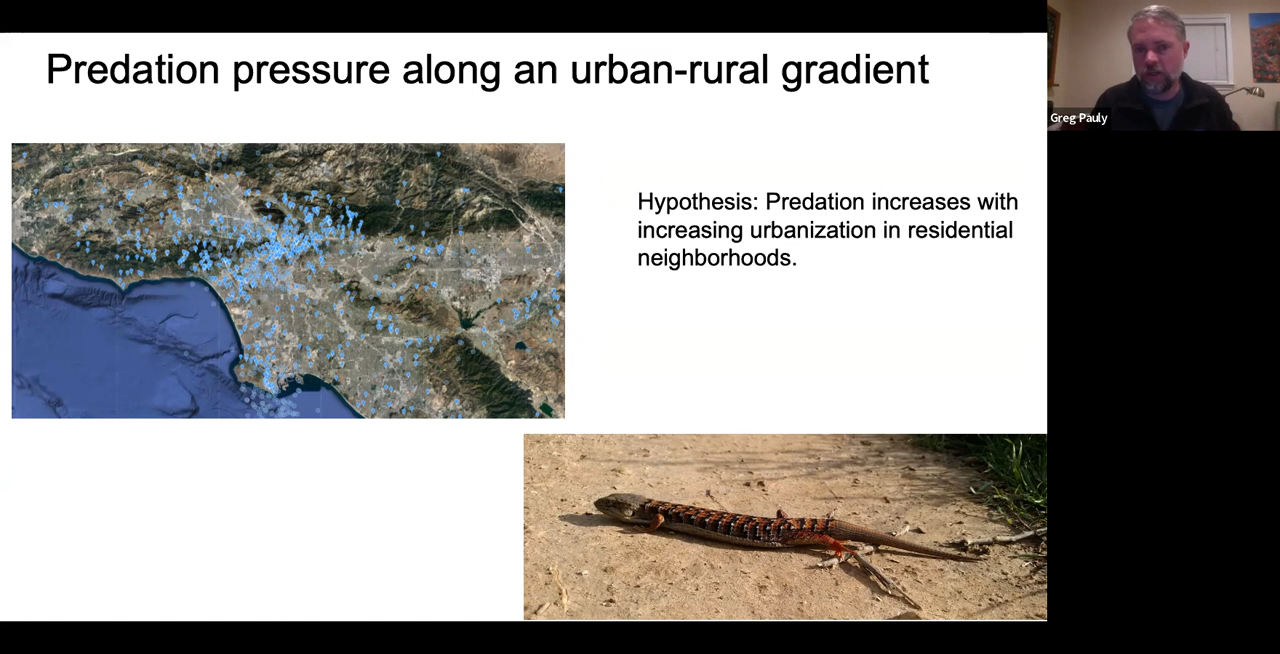 Predation pressure along an urban-rural gradient
Greg Pauly
Hypothesis: Predation increases with
increasing urbanization in residential
neighborhoods.